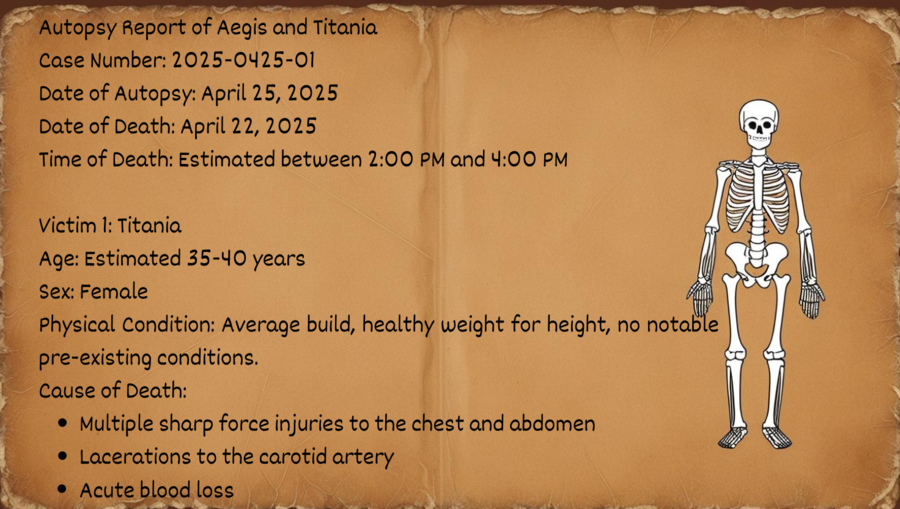 Autopsy Report of Aegis and Titania
Case Number: 2025-0425-01
Date of Autopsy: April 25, 2025
Date of Death: April 22, 2025
Time of Death: Estimated between 2:00 PM and 4:00 PM
Victim 1: Titania
Age: Estimated 35-40 years
Sex: Female
Physical Condition: Average build, healthy weight for height, no notable
pre-existing conditions.
Cause of Death:
• Multiple sharp force injuries to the chest and abdomen
• Lacerations to the carotid artery
• Acute blood loss